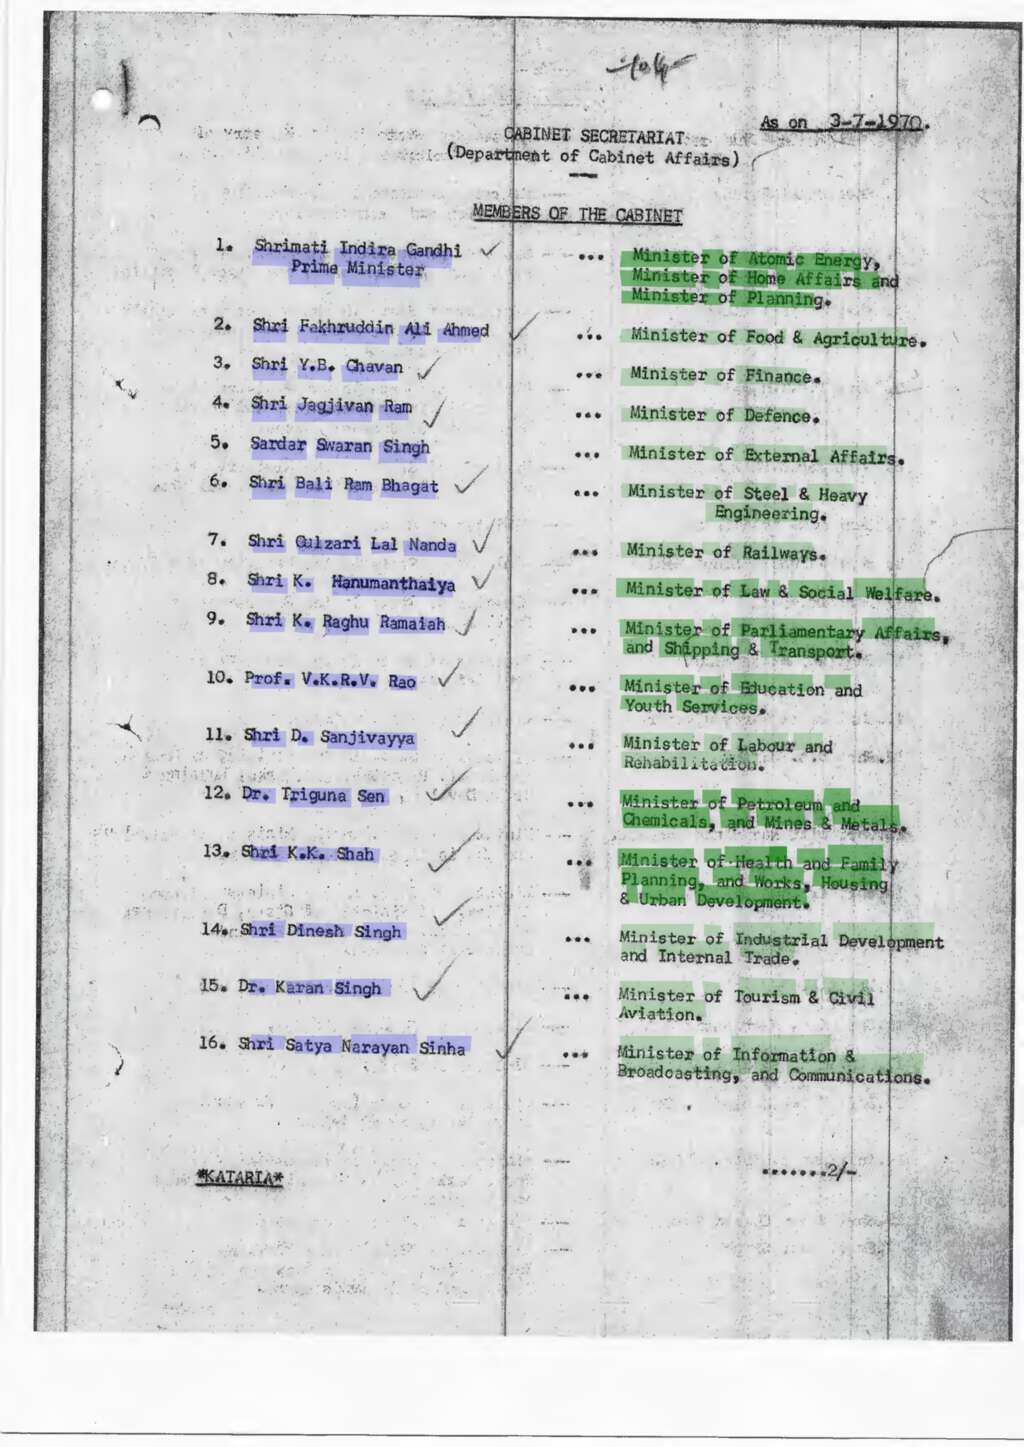 104
As on 3-7-1970.
CABINET SECRETARIAT
(Department of Cabinet Affairs)
MEMBERS OF THE CABINET
1. Shrimati Indira Gandhi ... Minister of Atomic Energy,
Prime Minister Minister of Home Affairs and
Minister of Planning.
2. Shri Fakhruddin Ali Ahmed ... Minister of Food & Agriculture.
3. Shri Y.B. Chavan ... Minister of Finance.
4. Shri Jagjivan Ram ... Minister of Defence.
5. Sardar Swaran Singh ... Minister of External Affairs.
6. Shri Bali Ram Bhagat ... Minister of Steel & Heavy
Engineering.
7. Shri Gulzari Lal Nanda ... Minister of Railways.
8. Shri K. Hanumanthaiya ... Minister of Law & Social Welfare.
9. Shri K. Raghu Ramaiah ... Minister of Parliamentary Affairs,
and Shipping & Transport.
10. Prof. V.K.R.V. Rao ... Minister of Education and
Youth Services.
11. Shri D. Sanjivayya ... Minister of Labour and
Rehabilitation.
12. Dr. Triguna Sen ... Minister of Petroleum and
Chemicals, and Mines & Metals.
13. Shri K.K. Shah ... Minister of Health and Family
Planning, and Works, Housing
& Urban Development.
14. Shri Dinesh Singh ... Minister of Industrial Development
and Internal Trade.
15. Dr. Karan Singh ... Minister of Tourism & Civil
Aviation.
16. Shri Satya Narayan Sinha ... Minister of Information &
Broadcasting, and Communications.
*KATARIA*
.......2/-